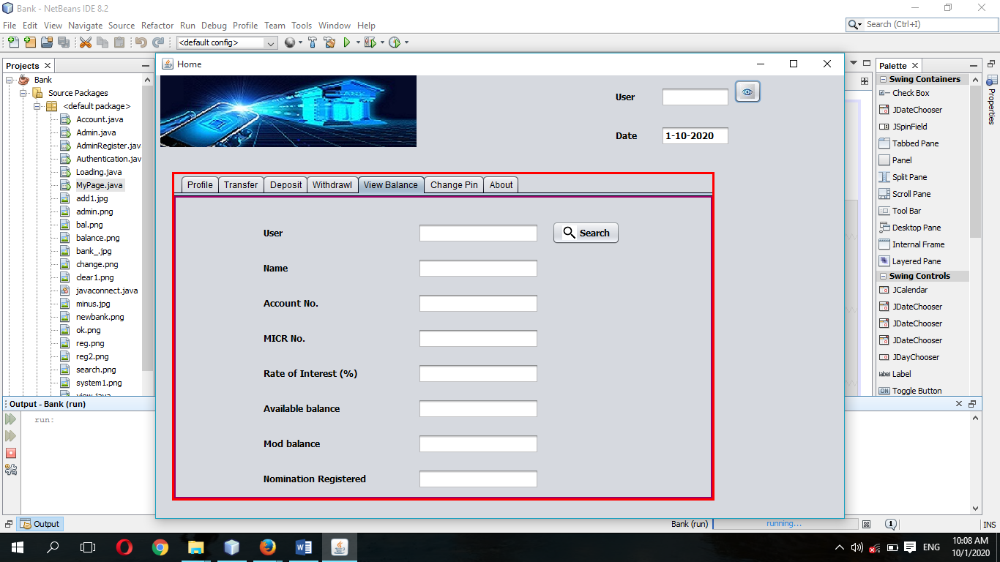 Bank - NetBeans IDE 8.2
File Edit View Navigate Source Refactor Run Debug Profile Team Tools Window Help
Search (Ctrl+I)
<default config>
Projects
Bank
Source Packages
<default package>
Account.java
Admin.java
AdminRegister.jav
Authentication.jav
Loading.java
MyPage.java
add1.jpg
admin.png
bal.png
balance.png
bank_.jpg
change.png
clear1.png
javaconnect.java
minus.jpg
newbank.png
ok.png
reg.png
reg2.png
search.png
system1.png
view.java
Home
User
Date 1-10-2020
Profile Transfer Deposit Withdrawl View Balance Change Pin About
User Search
Name
Account No.
MICR No.
Rate of Interest (%)
Available balance
Mod balance
Nomination Registered
Palette
Swing Containers
Check Box
JDateChooser
JSpinField
Tabbed Pane
Panel
Split Pane
Scroll Pane
Tool Bar
Desktop Pane
Internal Frame
Layered Pane
Swing Controls
JCalendar
JDateChooser
JDateChooser
JDateChooser
JDayChooser
label Label
ON Toggle Button
Properties
Output - Bank (run)
run:
Output
Bank (run) running... 1 INS
ENG
10:08 AM
10/1/2020